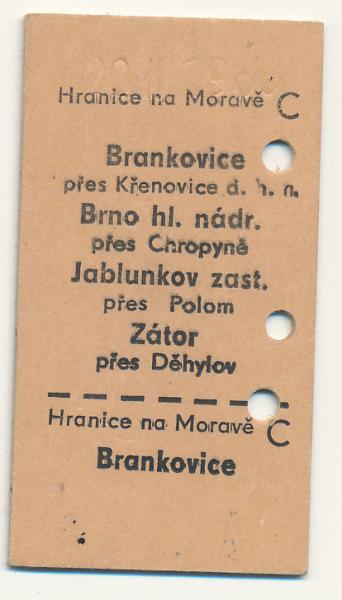 Hranice na Moravě C
Brankovice
přes Křenovice d. h. n.
Brno hl. nádr.
přes Chropyně
Jablunkov zast.
přes Polom
Zátor
přes Děhylov
Hranice na Moravě C
Brankovice